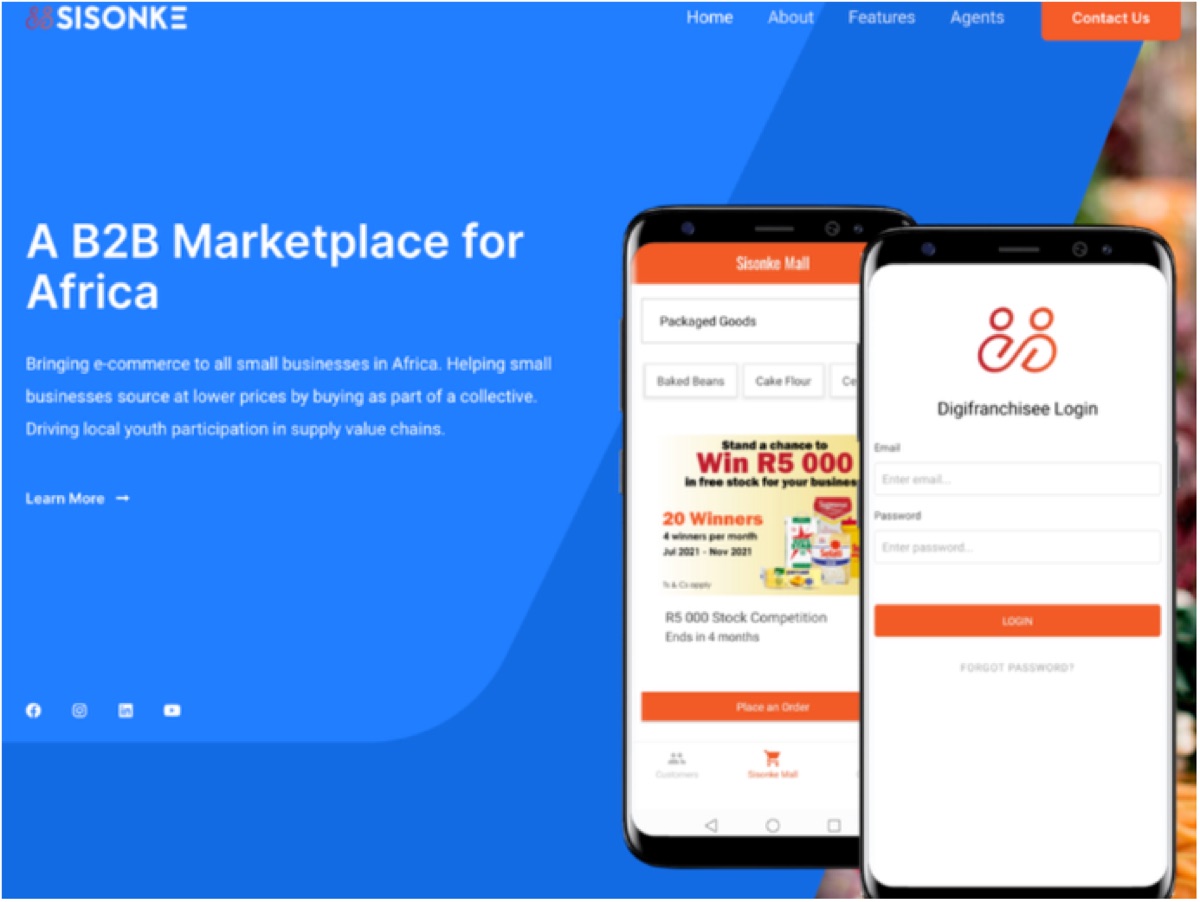 SISONKE
Home About Features Agents Contact Us
A B2B Marketplace for
Africa
Bringing e-commerce to all small businesses in Africa. Helping small
businesses source at lower prices by buying as part of a collective.
Driving local youth participation in supply value chains.
Learn More
Sisonke Mall
Packaged Goods
Baked Beans Cake Flour Ce
Stand a chance to
Win R5 000
in free stock for your busines
20 Winners
4 winners per month
Jul 2021 - Nov 2021
Ts & Cs apply
R5 000 Stock Competition
Ends in 4 months
Place an Order
Customers Sisonke Mall
Digifranchisee Login
Email
Enter email...
Password
Enter password...
LOGIN
FORGOT PASSWORD?